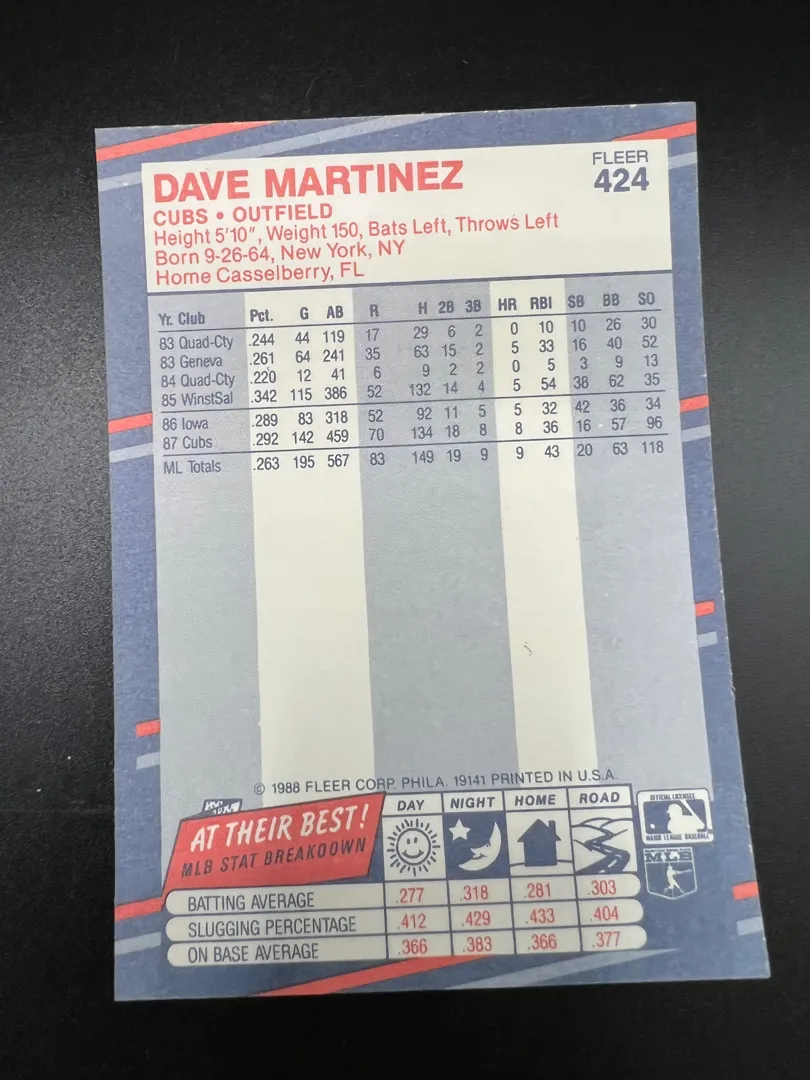 DAVE MARTINEZ
FLEER
424
CUBS • OUTFIELD
Height 5'10", Weight 150, Bats Left, Throws Left
Born 9-26-64, New York, NY
Home Casselberry, FL
Yr. Club Pct. G AB R H 2B 3B HR RBI SB BB SO
83 Quad-Cty .244 44 119 17 29 6 2 0 10 10 26 30
83 Geneva .261 64 241 35 63 15 2 5 33 16 40 52
84 Quad-Cty .220 12 41 6 9 2 2 0 5 3 9 13
85 WinstSal .342 115 386 52 132 14 4 5 54 38 62 35
86 Iowa .289 83 318 52 92 11 5 5 32 42 36 34
87 Cubs .292 142 459 70 134 18 8 8 36 16 57 96
ML Totals .263 195 567 83 149 19 9 9 43 20 63 118
© 1988 FLEER CORP. PHILA. 19141 PRINTED IN U.S.A.
AT THEIR BEST!
MLB STAT BREAKDOWN
DAY NIGHT HOME ROAD
BATTING AVERAGE .277 .318 .281 .303
SLUGGING PERCENTAGE .412 .429 .433 .404
ON BASE AVERAGE .366 .383 .366 .377
OFFICIAL LICENSEE
MAJOR LEAGUE BASEBALL
MLB